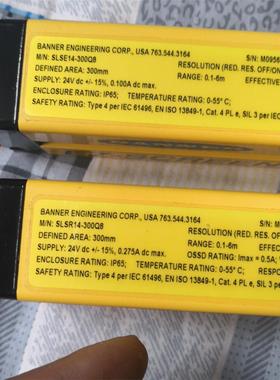 BANNER ENGINEERING CORP., USA 763.544.3164 S/N: M0956
M/N: SLSE14-300Q8 RESOLUTION (RED. RES. OFF/ON
DEFINED AREA: 300mm RANGE: 0.1-6m
SUPPLY: 24V dc +/- 15%, 0.100A dc max. EFFECTIVE
ENCLOSURE RATING: IP65; TEMPERATURE RATING: 0-55° C;
SAFETY RATING: Type 4 per IEC 61496, EN ISO 13849-1, Cat. 4 PL e, SIL 3 per
BANNER ENGINEERING CORP., USA 763.544.3164
M/N: SLSR14-300Q8 RESOLUTION (RED. RES. OFF/
DEFINED AREA: 300mm RANGE: 0.1-6m
SUPPLY: 24V dc +/- 15%, 0.275A dc max. EFFECT
ENCLOSURE RATING: IP65; OSSD RATING: Imax = 0.5A;
TEMPERATURE RATING: 0-55° C; RESPO
SAFETY RATING: Type 4 per IEC 61496, EN ISO 13849-1, Cat. 4 PL e, SIL 3 pe